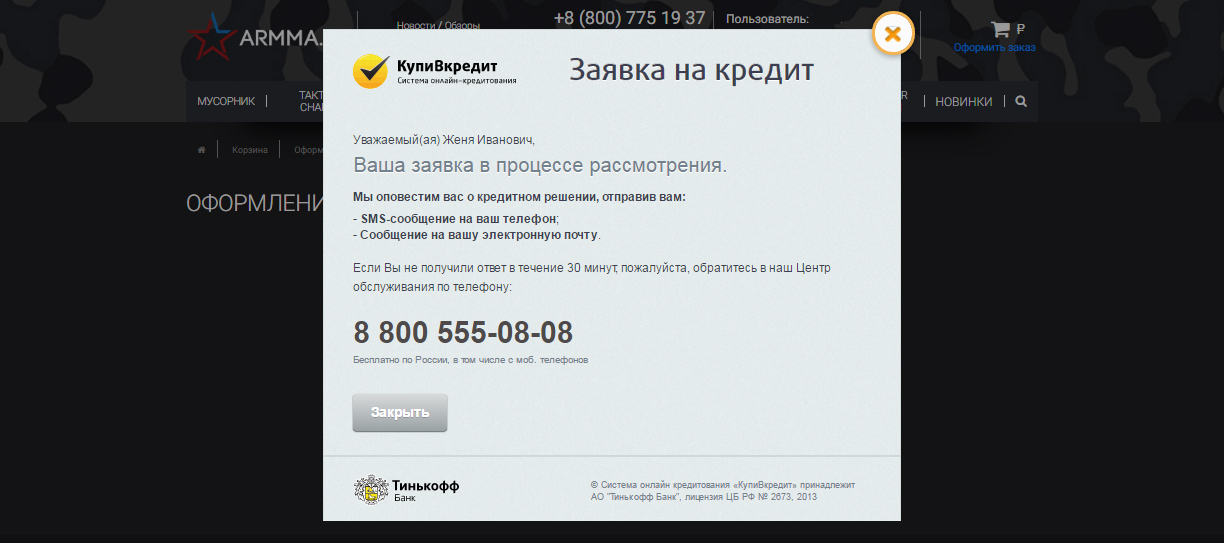 ARMMA.
Новости / Обзоры
+8 (800) 775 19 37
Пользователь:
₽
Оформить заказ
МУСОРНИК
НОВИНКИ
Корзина
КупиВкредит
Система онлайн-кредитования
Заявка на кредит
Уважаемый(ая) Женя Иванович,
Ваша заявка в процессе рассмотрения.
Мы оповестим вас о кредитном решении, отправив вам:
- SMS-сообщение на ваш телефон;
- Сообщение на вашу электронную почту.
Если Вы не получили ответ в течение 30 минут, пожалуйста, обратитесь в наш Центр
обслуживания по телефону:
8 800 555-08-08
Бесплатно по России, в том числе с моб. телефонов
Закрыть
Тинькофф
Банк
© Система онлайн кредитования «КупиВкредит» принадлежит
АО "Тинькофф Банк", лицензия ЦБ РФ № 2673, 2013